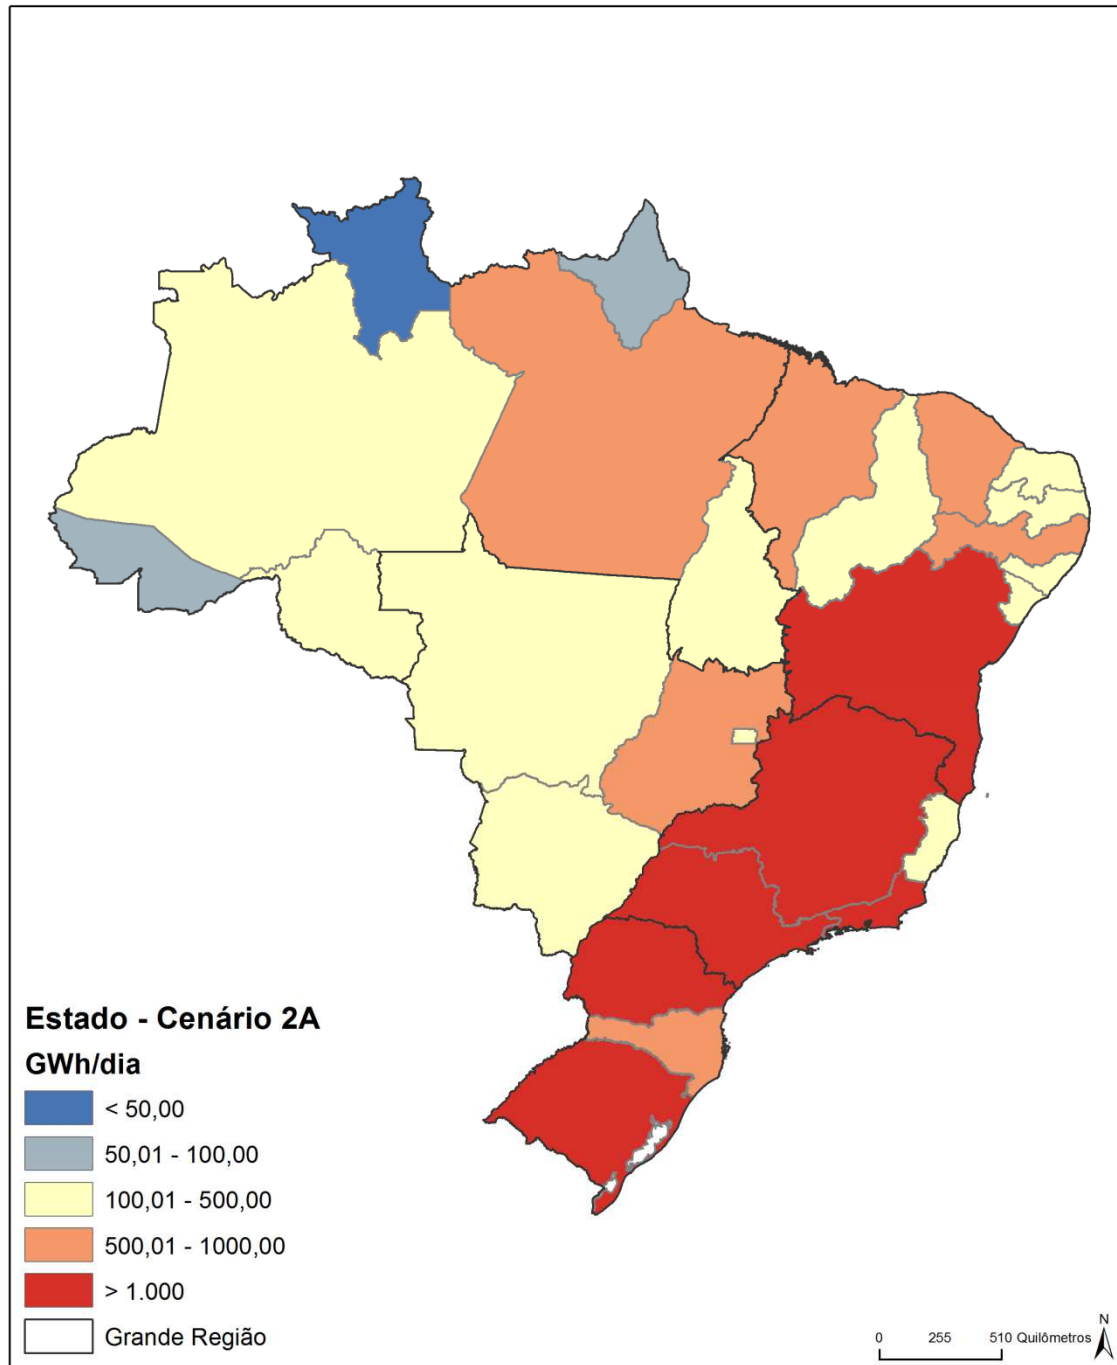 Estado - Cenário 2A
GWh/dia
< 50,00
50,01 - 100,00
100,01 - 500,00
500,01 - 1000,00
> 1.000
Grande Região
0 255 510 Quilômetros
N